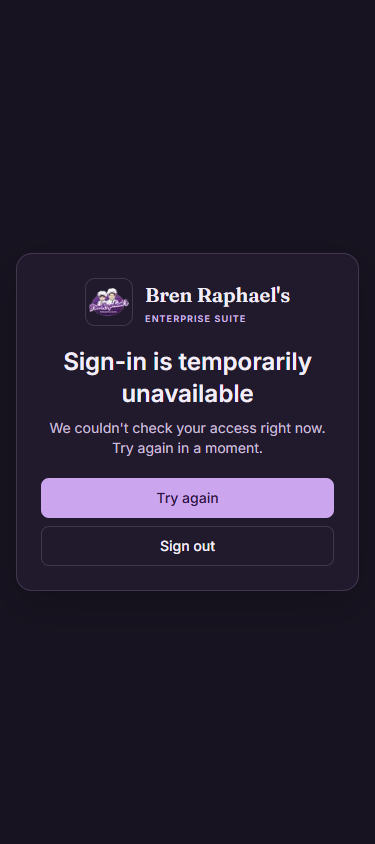 Bren Raphael's
ENTERPRISE SUITE
Sign-in is temporarily
unavailable
We couldn't check your access right now.
Try again in a moment.
Try again
Sign out